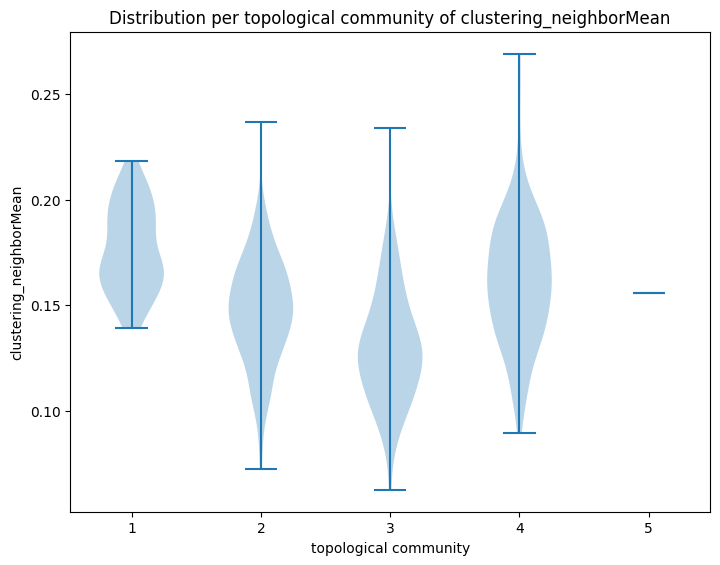 Distribution per topological community of clustering_neighborMean
clustering_neighborMean
0.25
0.20
0.15
0.10
1 2 3 4 5
topological community